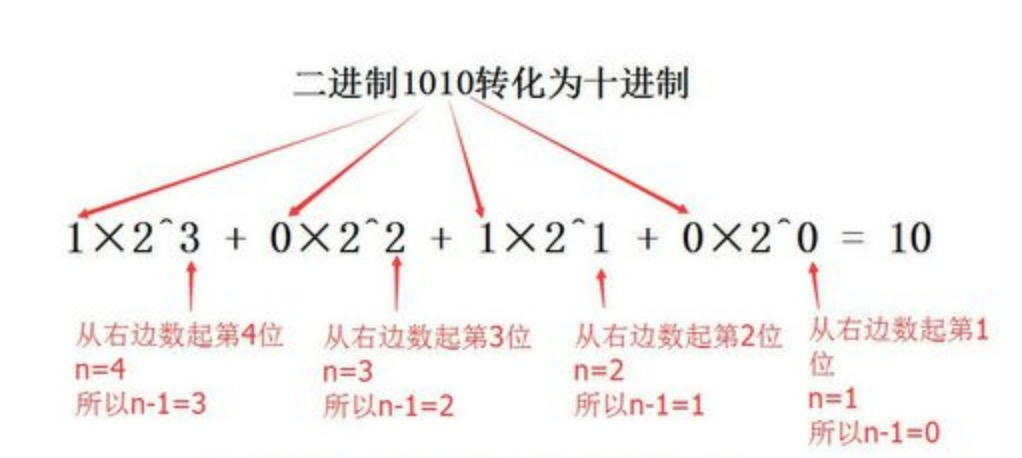 二进制1010转化为十进制
1×2^3 + 0×2^2 + 1×2^1 + 0×2^0 = 10
从右边数起第4位
n=4
所以n-1=3
从右边数起第3位
n=3
所以n-1=2
从右边数起第2位
n=2
所以n-1=1
从右边数起第1
位
n=1
所以n-1=0